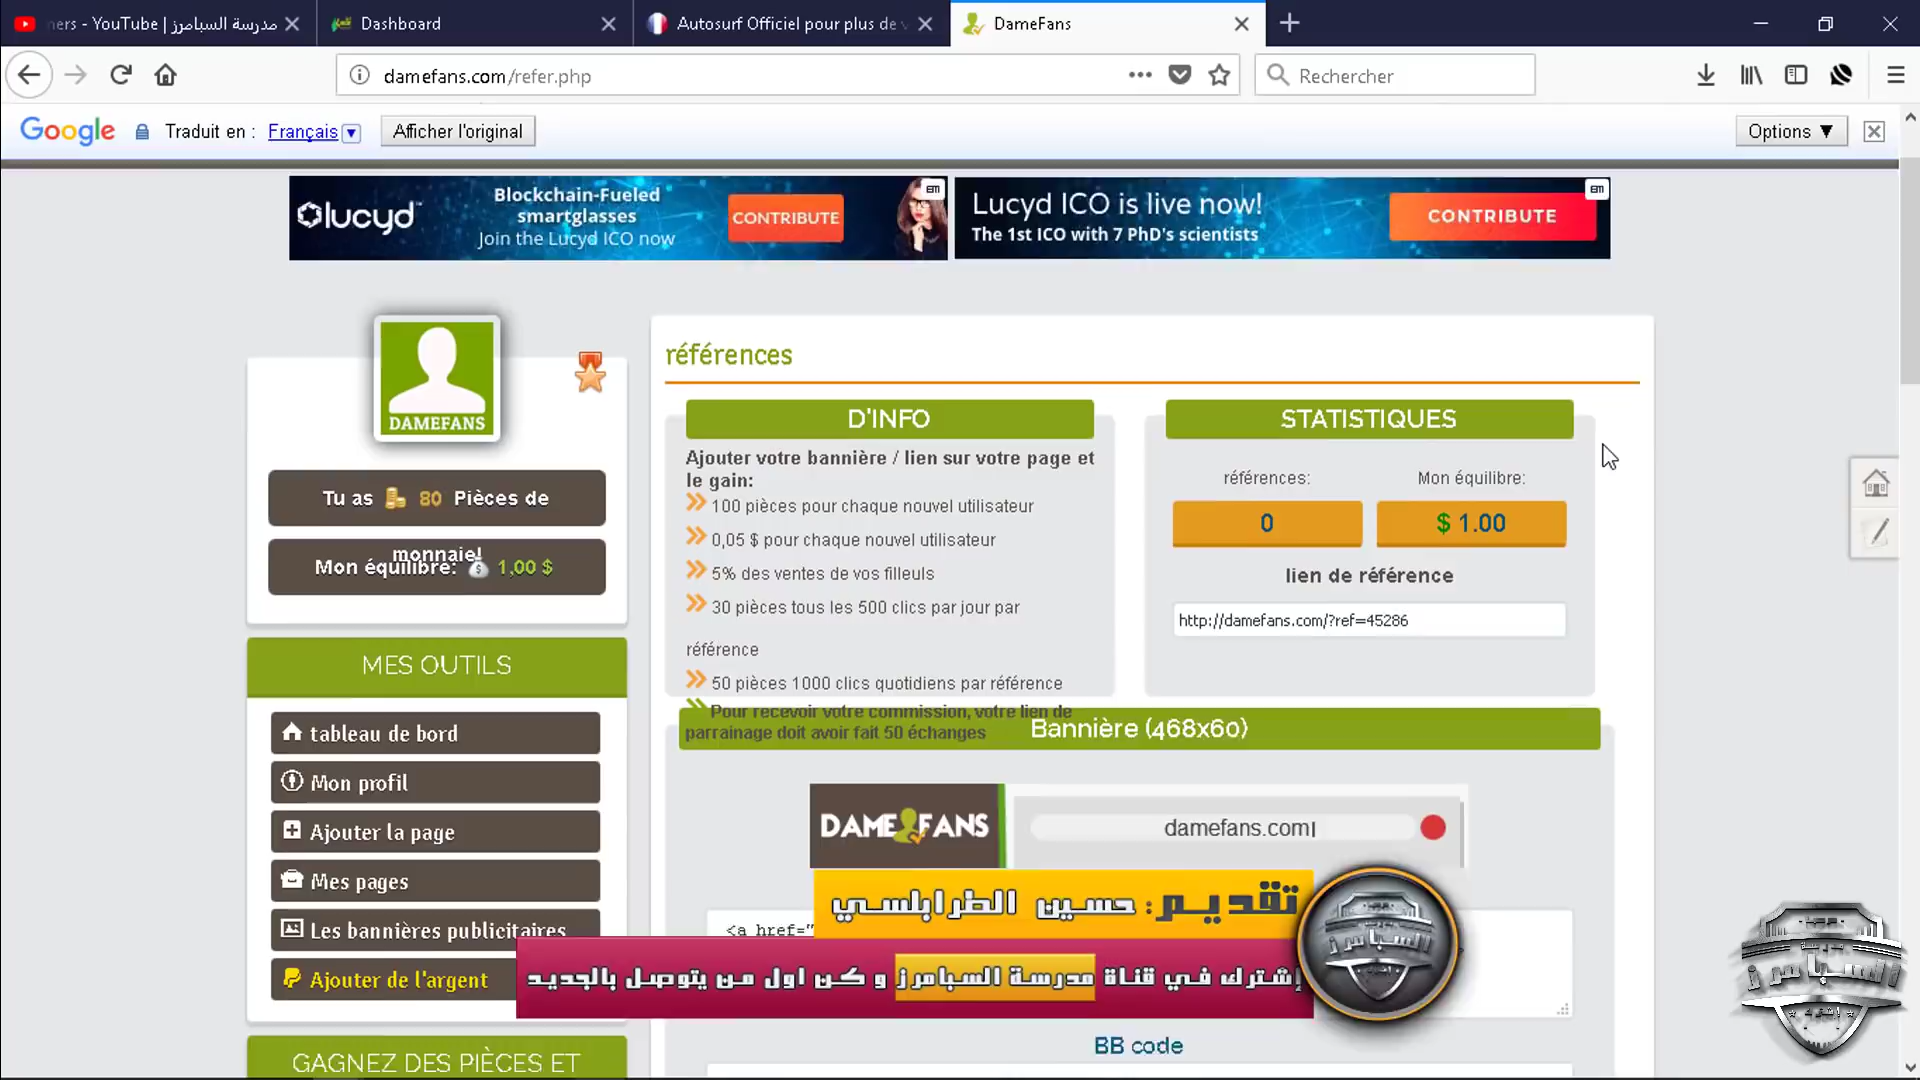 ners - YouTube | مدرسة السبامرز
Dashboard
Autosurf Officiel pour plus de v
DameFans
damefans.com/refer.php
Rechercher
Google
Traduit en :
Français
Afficher l'original
Options ▼
lucyd
Blockchain-Fueled
smartglasses
Join the Lucyd ICO now
CONTRIBUTE
Lucyd ICO is live now!
The 1st ICO with 7 PhD's scientists
CONTRIBUTE
DAMEFANS
Tu as 80 Pièces de
monnaie!
Mon équilibre: 1,00 $
MES OUTILS
tableau de bord
Mon profil
Ajouter la page
Mes pages
Les bannières publicitaires
Ajouter de l'argent
GAGNEZ DES PIÈCES ET
références
D'INFO
Ajouter votre bannière / lien sur votre page et
le gain:
100 pièces pour chaque nouvel utilisateur
0,05 $ pour chaque nouvel utilisateur
5% des ventes de vos filleuls
30 pièces tous les 500 clics par jour par
référence
50 pièces 1000 clics quotidiens par référence
Pour recevoir votre commission, votre lien de
parrainage doit avoir fait 50 échanges
STATISTIQUES
références:
Mon équilibre:
0
$ 1.00
lien de référence
http://damefans.com/?ref=45286
Bannière (468x60)
DAMEFANS
damefans.com
<a href="
تقديم: حسين الطرابلسي
إشترك في قناة مدرسة السبامرز و كن اول من يتوصل بالجديد
السبامرز
BB code
مدرسة
السبامرز
إشترك